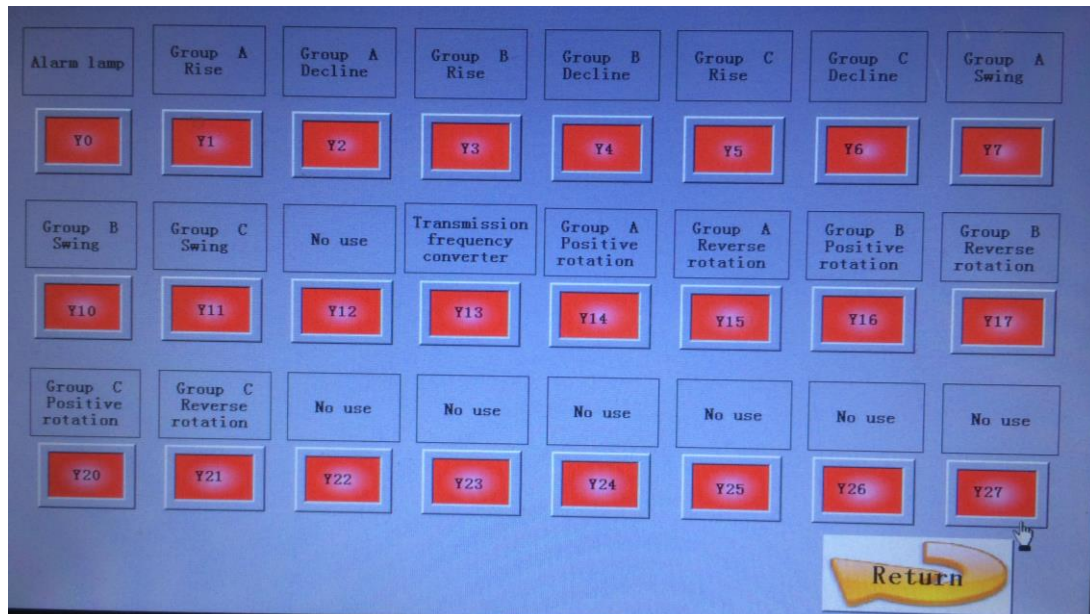 Alarm lamp
Group A
Rise
Group A
Decline
Group B
Rise
Group B
Decline
Group C
Rise
Group C
Decline
Group A
Swing
Y0
Y1
Y2
Y3
Y4
Y5
Y6
Y7
Group B
Swing
Group C
Swing
No use
Transmission
frequency
converter
Group A
Positive
rotation
Group A
Reverse
rotation
Group B
Positive
rotation
Group B
Reverse
rotation
Y10
Y11
Y12
Y13
Y14
Y15
Y16
Y17
Group C
Positive
rotation
Group C
Reverse
rotation
No use
No use
No use
No use
No use
No use
Y20
Y21
Y22
Y23
Y24
Y25
Y26
Y27
Return